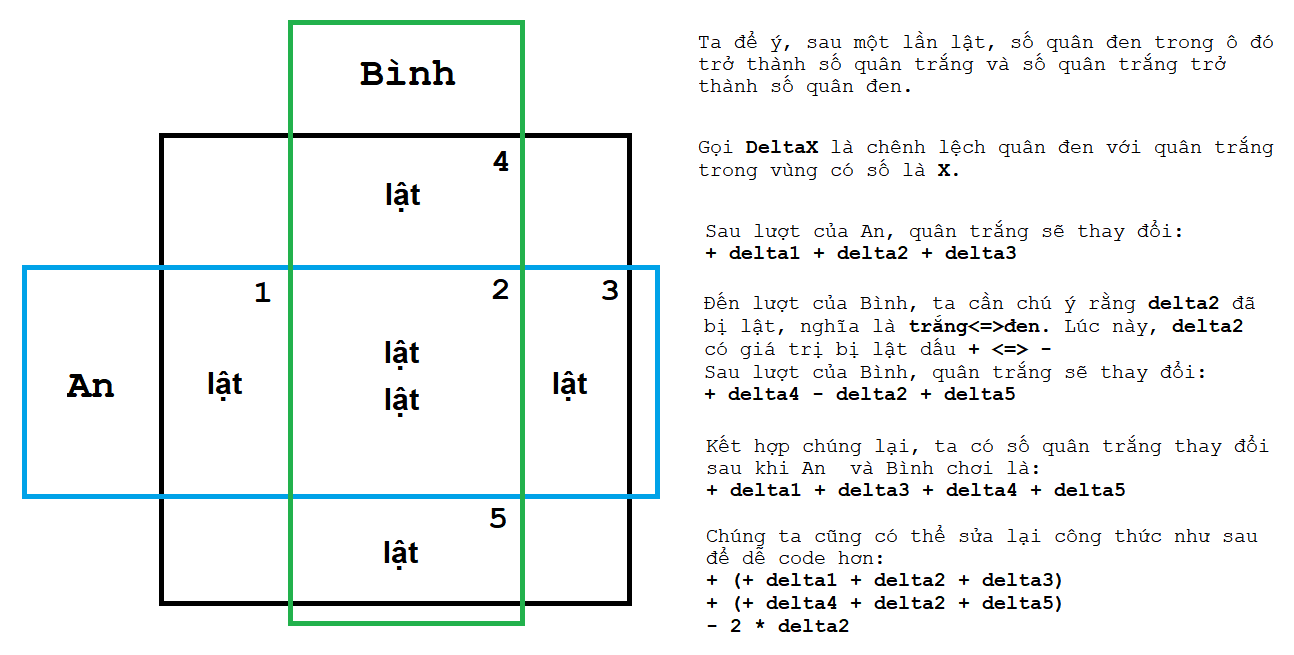 Bình
4
lật
1
2
3
An
lật
lật
lật
lật
5
lật
Ta để ý, sau một lần lật, số quân đen trong ô đó
trở thành số quân trắng và số quân trắng trở
thành số quân đen.
Gọi DeltaX là chênh lệch quân đen với quân trắng
trong vùng có số là X.
Sau lượt của An, quân trắng sẽ thay đổi:
+ delta1 + delta2 + delta3
Đến lượt của Bình, ta cần chú ý rằng delta2 đã
bị lật, nghĩa là trắng<=>đen. Lúc này, delta2
có giá trị bị lật dấu + <=> -
Sau lượt của Bình, quân trắng sẽ thay đổi:
+ delta4 - delta2 + delta5
Kết hợp chúng lại, ta có số quân trắng thay đổi
sau khi An  và Bình chơi là:
+ delta1 + delta3 + delta4 + delta5
Chúng ta cũng có thể sửa lại công thức như sau
để dễ code hơn:
+ (+ delta1 + delta2 + delta3)
+ (+ delta4 + delta2 + delta5)
- 2 * delta2